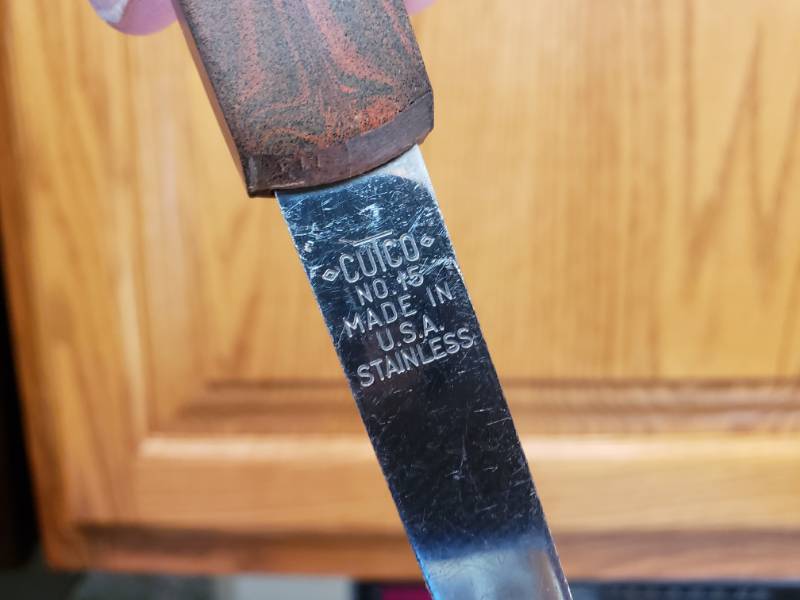 CUTCO
NO. 15
MADE IN
U.S.A.
STAINLESS